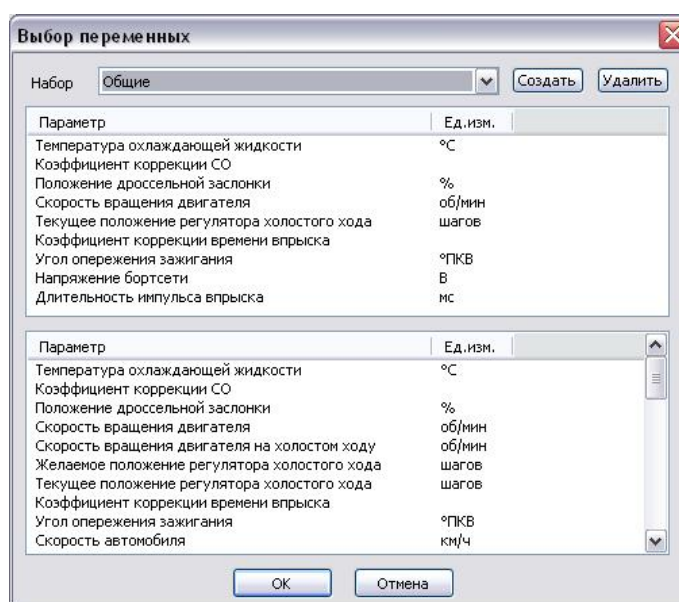 Выбор переменных
Набор Общие Создать Удалить
Параметр Ед.изм.
Температура охлаждающей жидкости °C
Коэффициент коррекции СО
Положение дроссельной заслонки %
Скорость вращения двигателя об/мин
Текущее положение регулятора холостого хода шагов
Коэффициент коррекции времени впрыска
Угол опережения зажигания °ПКВ
Напряжение бортсети В
Длительность импульса впрыска мс
Параметр Ед.изм.
Температура охлаждающей жидкости °C
Коэффициент коррекции СО
Положение дроссельной заслонки %
Скорость вращения двигателя об/мин
Скорость вращения двигателя на холостом ходу об/мин
Желаемое положение регулятора холостого хода шагов
Текущее положение регулятора холостого хода шагов
Коэффициент коррекции времени впрыска
Угол опережения зажигания °ПКВ
Скорость автомобиля км/ч
OK Отмена